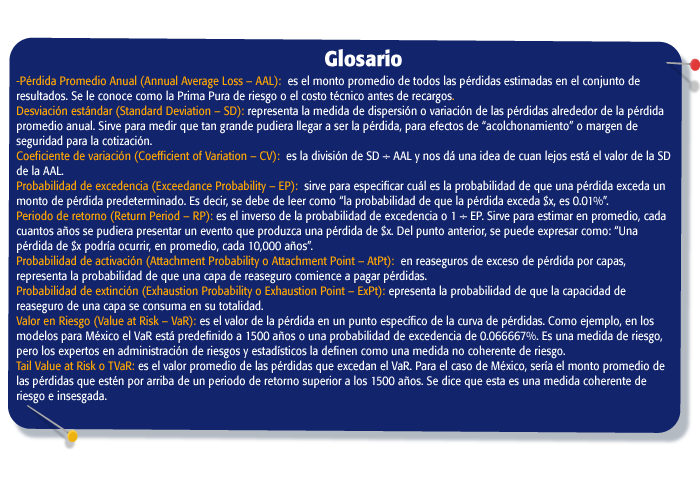 Glosario
-Pérdida Promedio Anual (Annual Average Loss – AAL): es el monto promedio de todos las pérdidas estimadas en el conjunto de
resultados. Se le conoce como la Prima Pura de riesgo o el costo técnico antes de recargos.
Desviación estándar (Standard Deviation – SD): representa la medida de dispersión o variación de las pérdidas alrededor de la pérdida
promedio anual. Sirve para medir que tan grande pudiera llegar a ser la pérdida, para efectos de “acolchonamiento” o margen de
seguridad para la cotización.
Coeficiente de variación (Coefficient of Variation – CV): es la división de SD ÷ AAL y nos dá una idea de cuan lejos está el valor de la SD
de la AAL.
Probabilidad de excedencia (Exceedance Probability – EP): sirve para especificar cuál es la probabilidad de que una pérdida exceda un
monto de pérdida predeterminado. Es decir, se debe de leer como “la probabilidad de que la pérdida exceda $x, es 0.01%”.
Periodo de retorno (Return Period – RP): es el inverso de la probabilidad de excedencia o 1 ÷ EP. Sirve para estimar en promedio, cada
cuantos años se pudiera presentar un evento que produzca una pérdida de $x. Del punto anterior, se puede expresar como: “Una
pérdida de $x podría ocurrir, en promedio, cada 10,000 años”.
Probabilidad de activación (Attachment Probability o Attachment Point – AtPt): en reaseguros de exceso de pérdida por capas,
representa la probabilidad de que una capa de reaseguro comience a pagar pérdidas.
Probabilidad de extinción (Exhaustion Probability o Exhaustion Point – ExPt): epresenta la probabilidad de que la capacidad de
reaseguro de una capa se consuma en su totalidad.
Valor en Riesgo (Value at Risk – VaR): es el valor de la pérdida en un punto específico de la curva de pérdidas. Como ejemplo, en los
modelos para México el VaR está predefinido a 1500 años o una probabilidad de excedencia de 0.066667%. Es una medida de riesgo,
pero los expertos en administración de riesgos y estadísticos la definen como una medida no coherente de riesgo.
Tail Value at Risk o TVaR: es el valor promedio de las pérdidas que excedan el VaR. Para el caso de México, sería el monto promedio de
las pérdidas que estén por arriba de un periodo de retorno superior a los 1500 años. Se dice que esta es una medida coherente de
riesgo e insesgada.